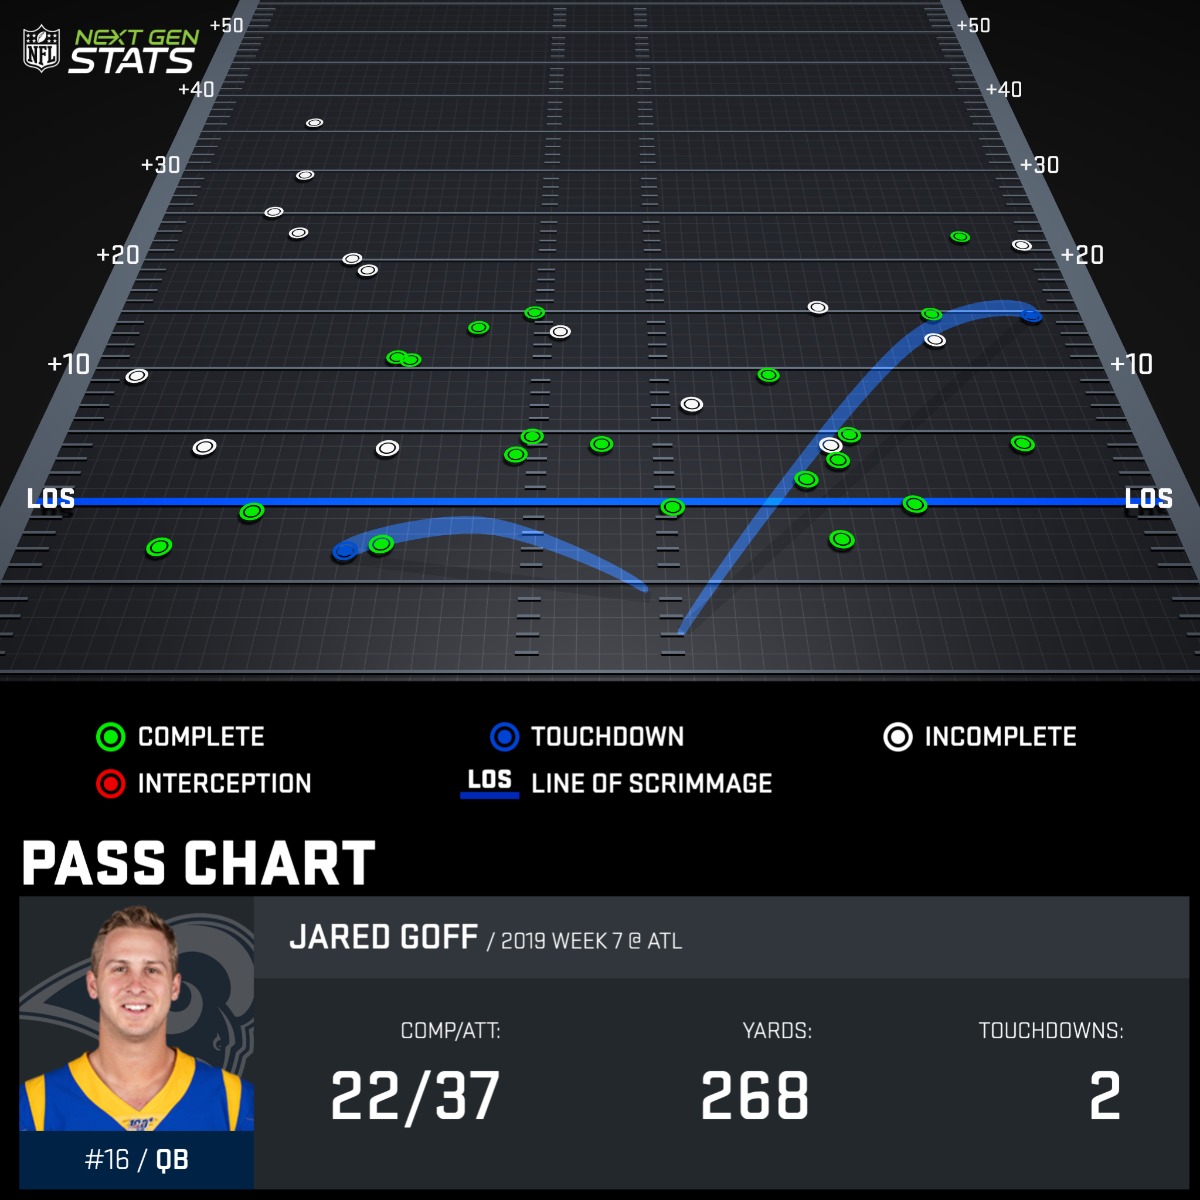 +50 +50
NFL NEXT GEN
STATS
+40 +40
+30 +30
+20 +20
+10 +10
LOS LOS
COMPLETE TOUCHDOWN INCOMPLETE
INTERCEPTION LOS LINE OF SCRIMMAGE
PASS CHART
JARED GOFF / 2019 WEEK 7 @ ATL
COMP/ATT: YARDS: TOUCHDOWNS:
22/37 268 2
#16 / QB